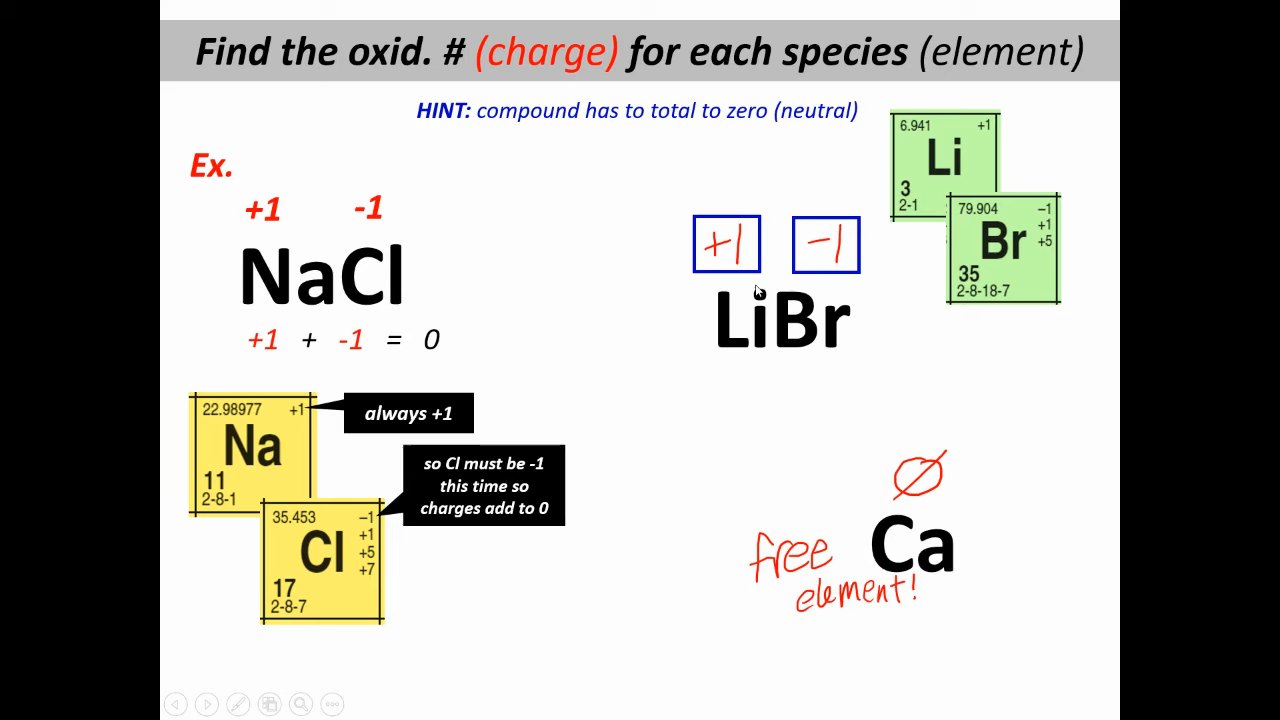 Find the oxid. # (charge) for each species (element)
HINT: compound has to total to zero (neutral)
Ex.
+1 -1
NaCl
+1 + -1 = 0
22.98977 +1
Na
11
2-8-1
always +1
35.453 –1
+1
+5
+7
Cl
17
2-8-7
so Cl must be -1
this time so
charges add to 0
6.941 +1
Li
3
2-1
79.904 –1
+1
+5
Br
35
2-8-18-7
+1 -1
LiBr
Ø
Ca
free
element!